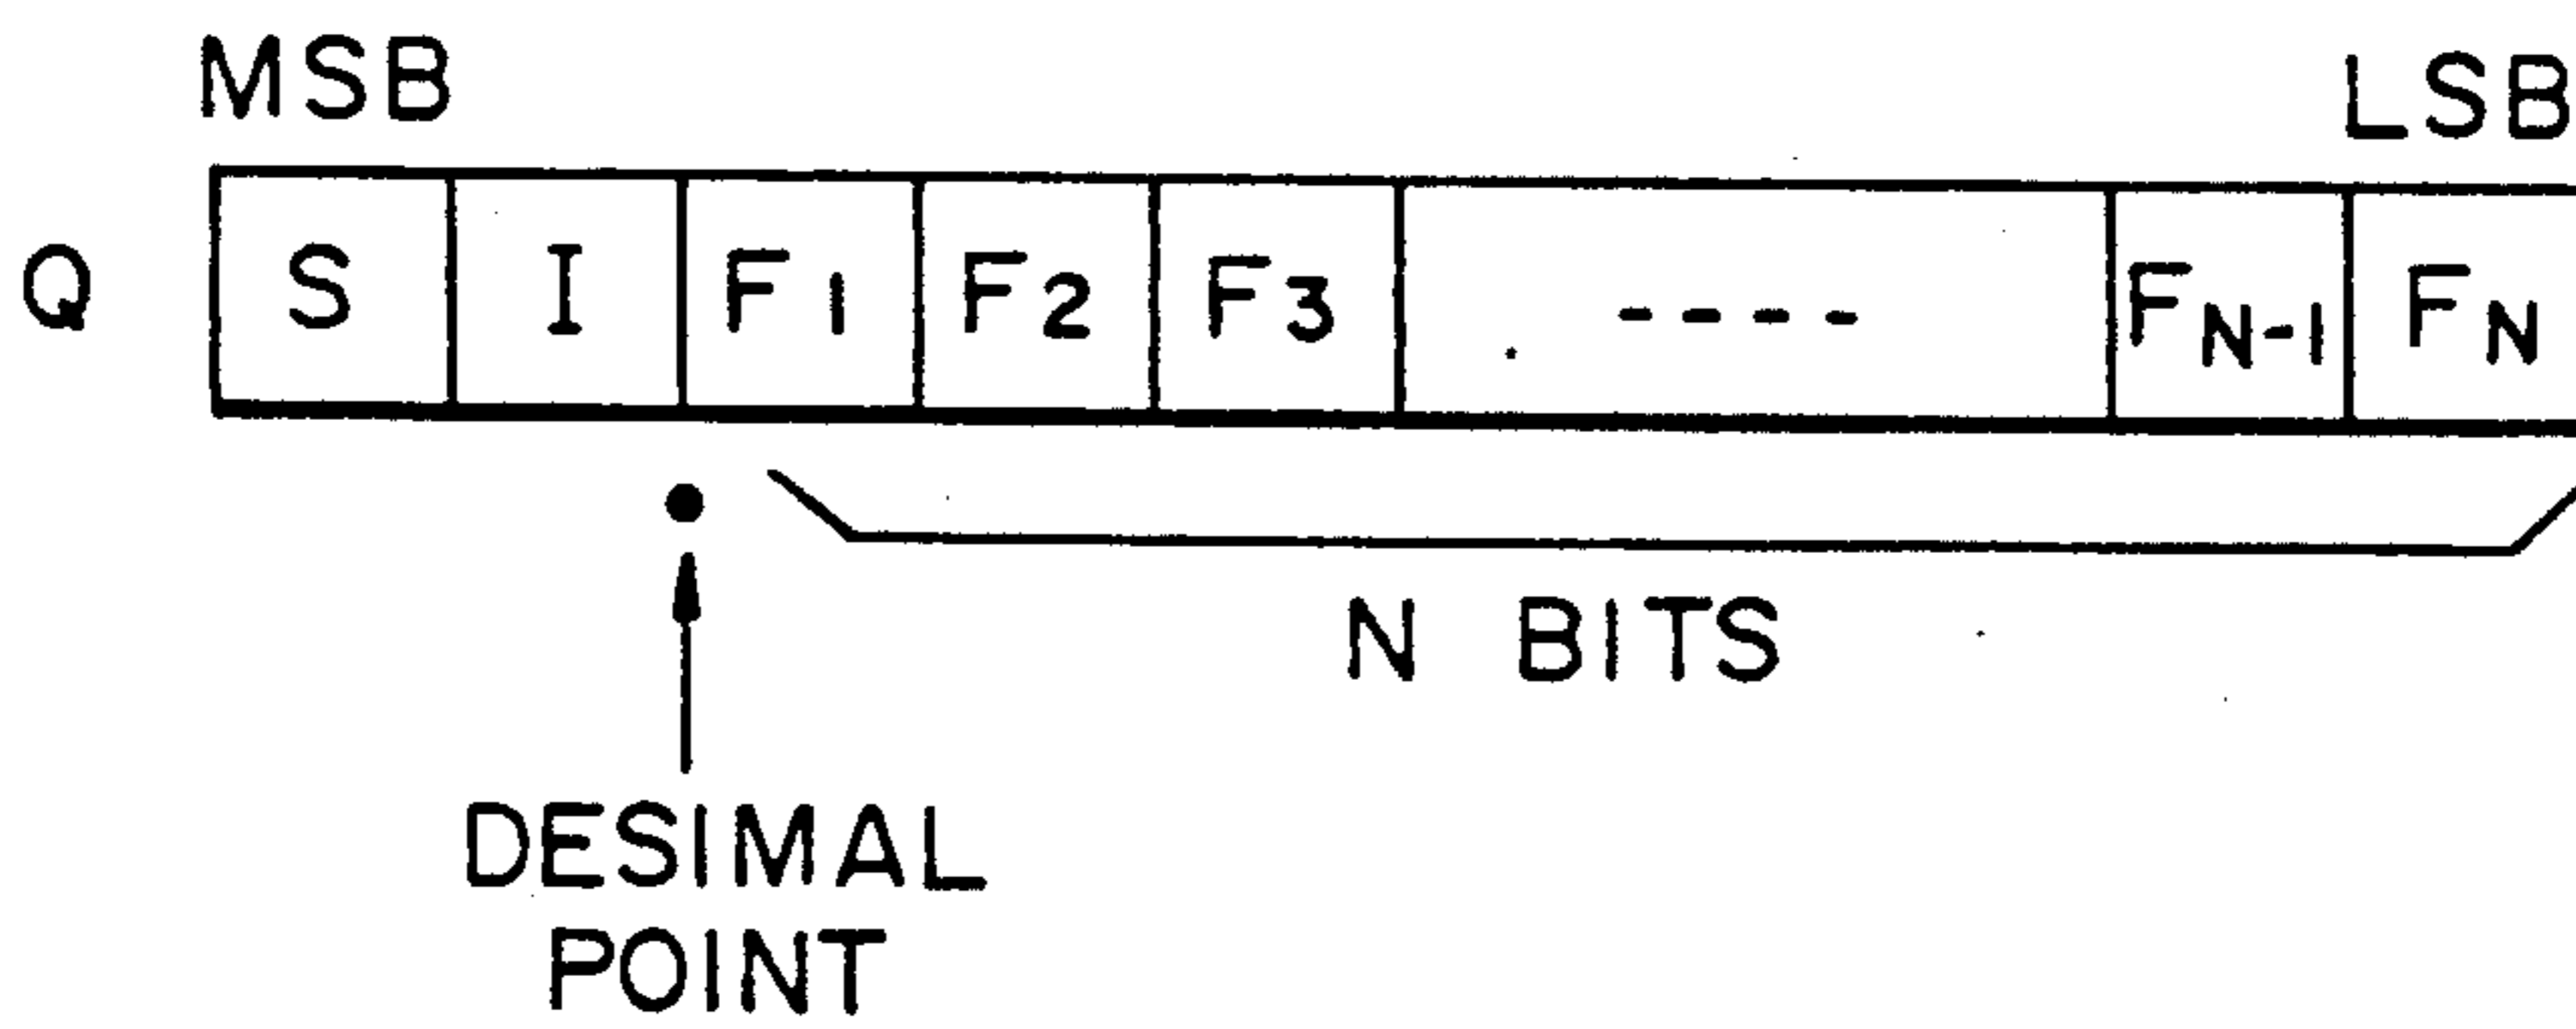 MSB LSB
Q S I F1 F2 F3 ---- FN-1 FN
N BITS
DESIMAL
POINT